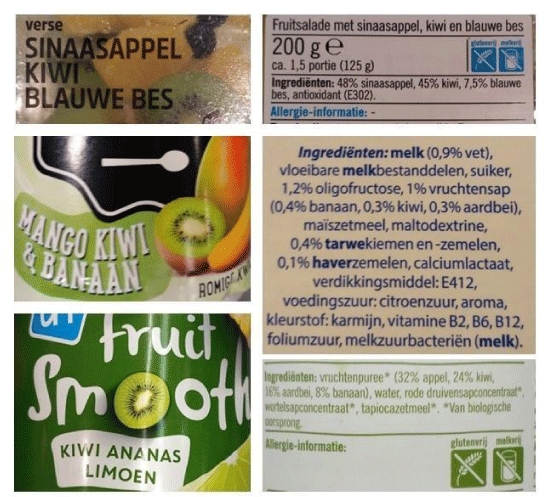 verse
SINAASAPPEL
KIWI
BLAUWE BES
Fruitsalade met sinaasappel, kiwi en blauwe bes
200 g e
glutenvrij melkvrij
ca. 1,5 portie (125 g)
Ingrediënten: 48% sinaasappel, 45% kiwi, 7,5% blauwe
bes, antioxidant (E302).
Allergie-informatie: -
MANGO KIWI
& BANAAN
Ingrediënten: melk (0,9% vet),
vloeibare melkbestanddelen, suiker,
1,2% oligofructose, 1% vruchtensap
(0,4% banaan, 0,3% kiwi, 0,3% aardbei),
maïszetmeel, maltodextrine,
0,4% tarwekiemen en -zemelen,
0,1% haverzemelen, calciumlactaat,
verdikkingsmiddel: E412,
voedingszuur: citroenzuur, aroma,
kleurstof: karmijn, vitamine B2, B6, B12,
foliumzuur, melkzuurbacteriën (melk).
fruit
Smooth
KIWI ANANAS
LIMOEN
Ingrediënten: vruchtenpuree* (32% appel, 24% kiwi,
16% aardbei, 8% banaan), water, rode druivensapconcentraat*,
wortelsapconcentraat*, tapiocazetmeel*. *Van biologische
oorsprong.
Allergie-informatie:
glutenvrij melkvrij